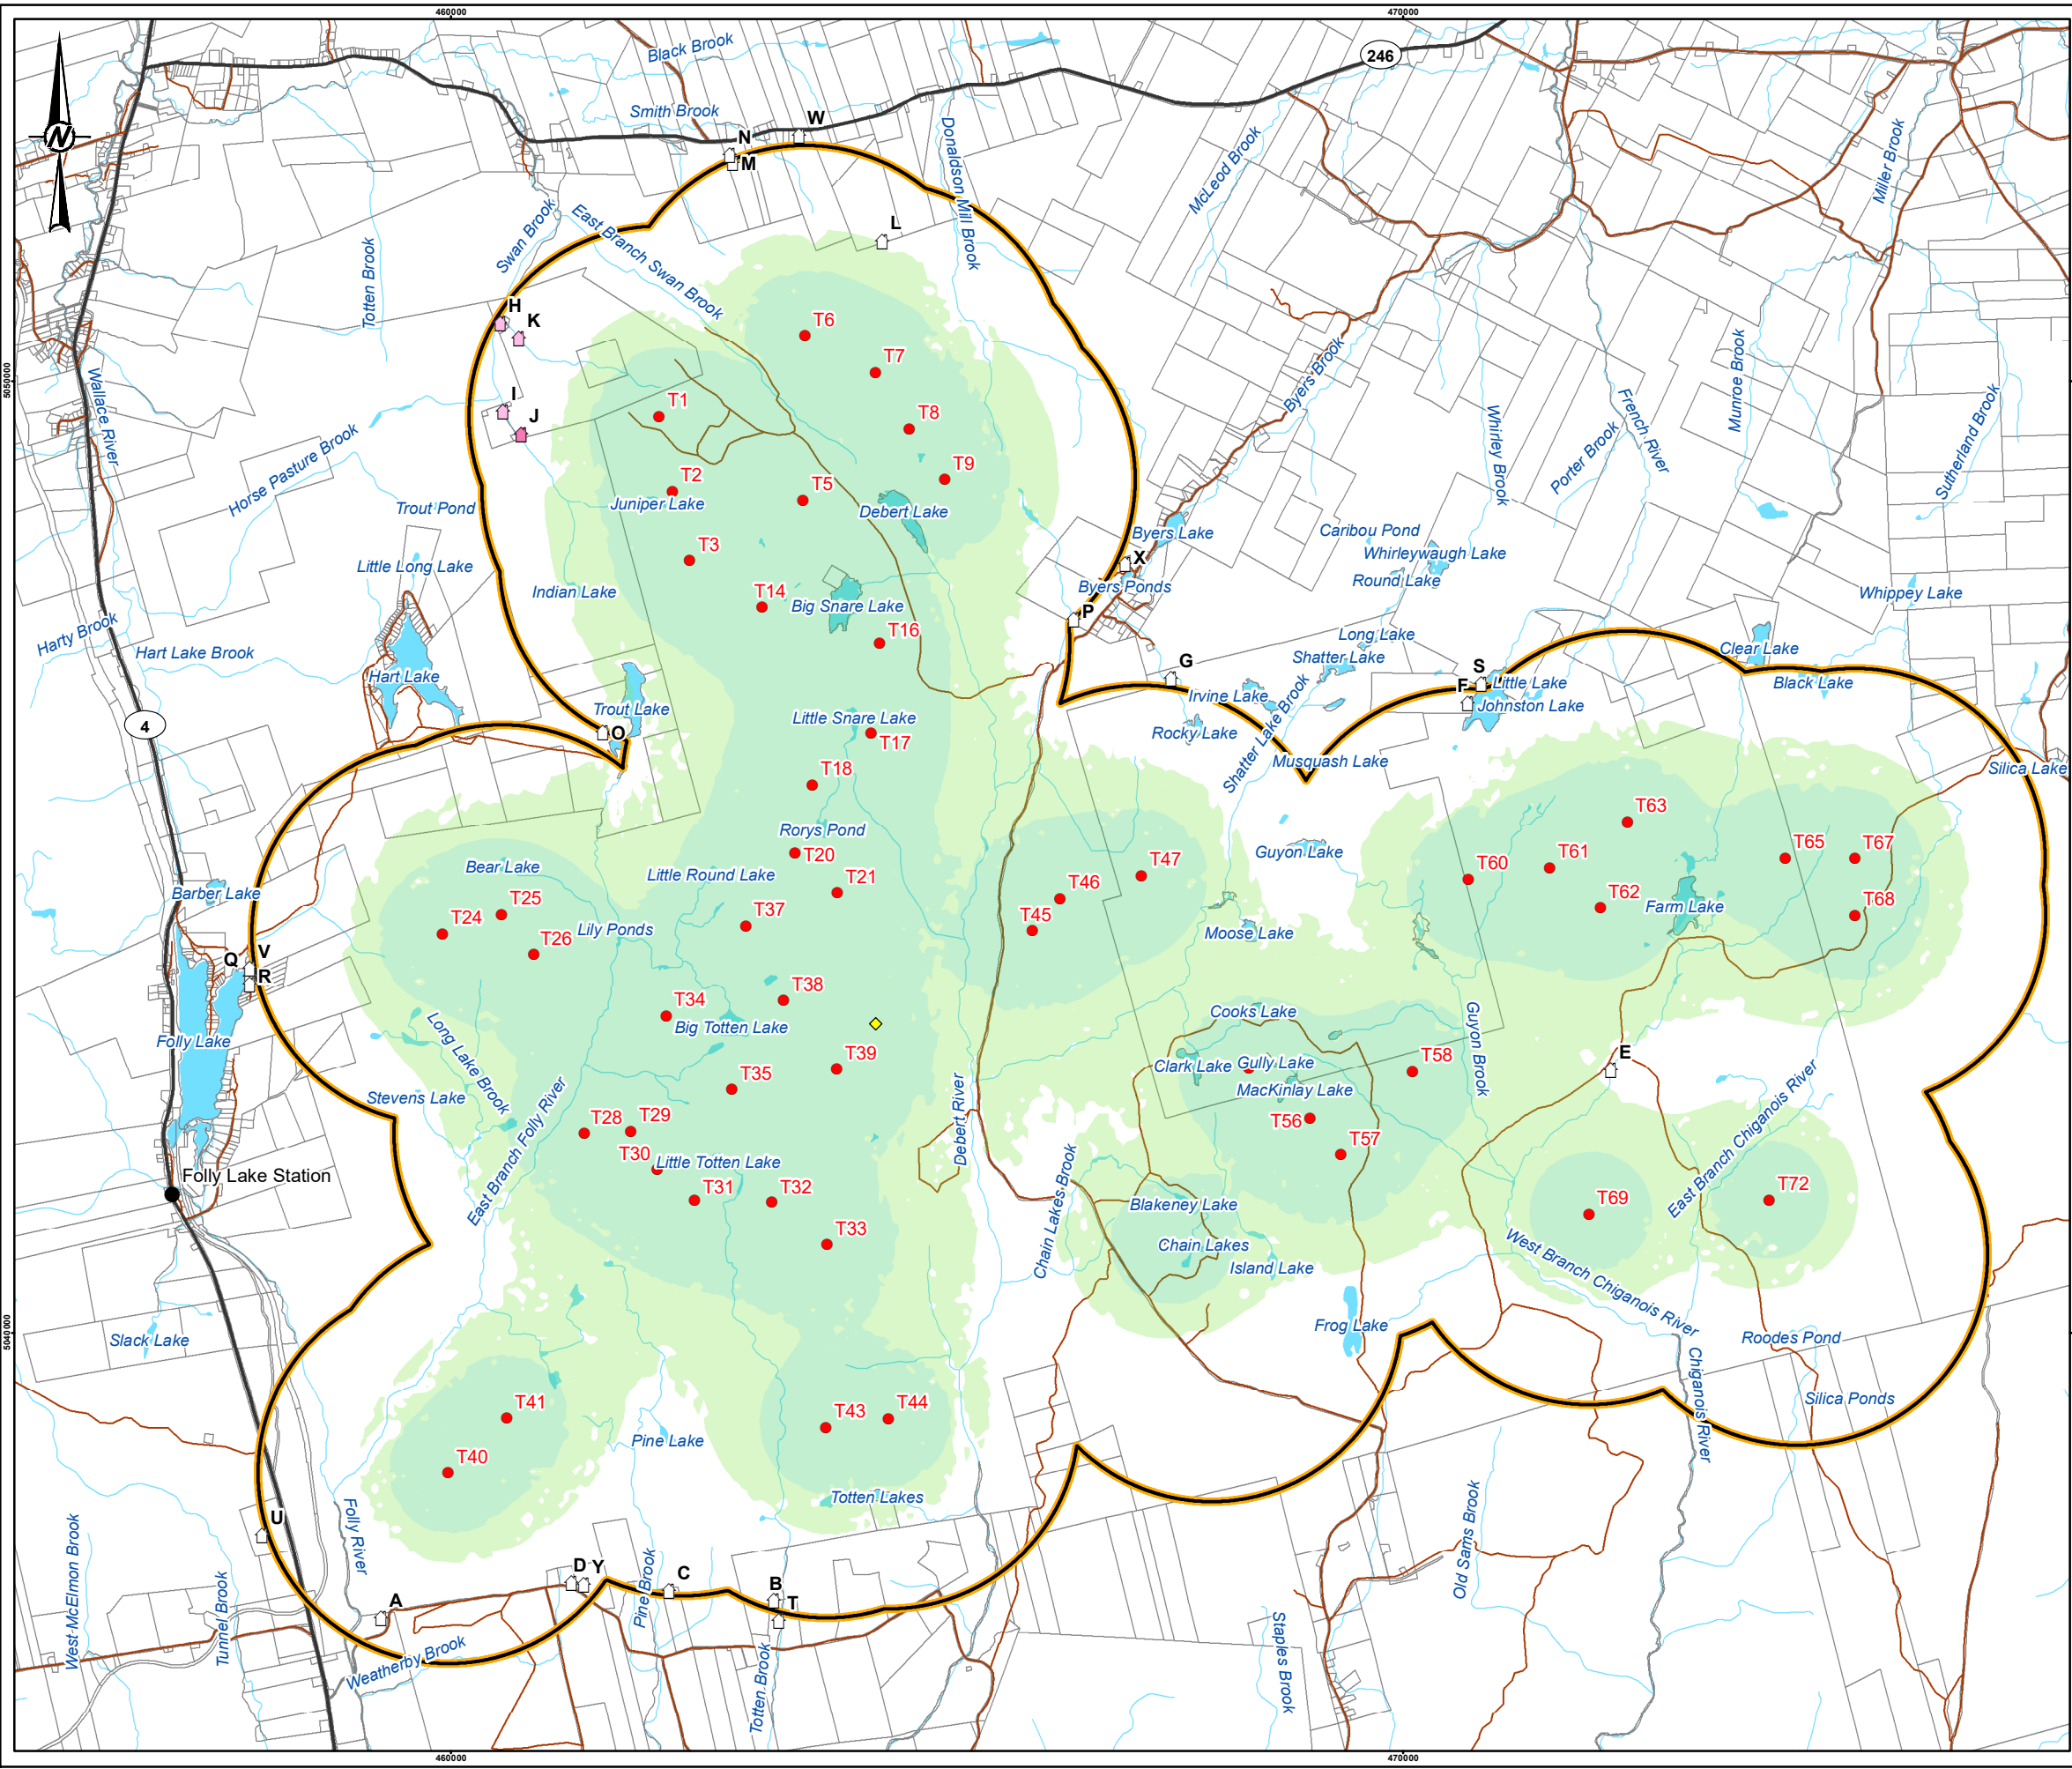 460000
470000
246
Black Brook
Smith Brook
N
W
N
M
Donaldson Mill Brook
McLeod Brook
Miller Brook
Swan Brook
East Branch Swan Brook
L
Totten Brook
H
K
T6
T7
5050000
Wallace River
I
J
T1
T8
Byers Brook
Whirley Brook
French River
Munroe Brook
Sutherland Brook
Porter Brook
Horse Pasture Brook
T2
T9
Trout Pond
Juniper Lake
T5
Debert Lake
Byers Lake
Caribou Pond
Whirleywaugh Lake
T3
X
Little Long Lake
Round Lake
Byers Ponds
Indian Lake
T14
Big Snare Lake
P
Whippey Lake
Harty Brook
T16
Long Lake
Hart Lake Brook
Shatter Lake
Clear Lake
G
S
Hart Lake
F
Little Lake
Black Lake
Irvine Lake
Trout Lake
Little Snare Lake
Johnston Lake
4
O
T17
Rocky Lake
Shatter Lake Brook
Musquash Lake
Silica Lake
T18
T63
Rorys Pond
T20
Guyon Lake
T65
T67
T47
T60
T61
Bear Lake
Little Round Lake
T21
T46
Barber Lake
T25
T62
Farm Lake
T68
T24
T37
T45
Lily Ponds
Moose Lake
T26
Q
V
R
T34
T38
Big Totten Lake
Cooks Lake
Guyon Brook
Folly Lake
Long Lake Brook
T39
T58
E
Clark Lake
Gully Lake
T35
MacKinlay Lake
Stevens Lake
East Branch Folly River
T28
T29
Debert River
T56
T57
East Branch Chiganois River
T30
Little Totten Lake
Folly Lake Station
T31
T32
Chain Lakes Brook
Blakeney Lake
T69
T72
T33
Chain Lakes
Island Lake
West Branch Chiganois River
5040000
Slack Lake
Frog Lake
Roodes Pond
Chiganois River
Silica Ponds
T41
T43
T44
Pine Lake
T40
Totten Lakes
U
Folly River
West McElmon Brook
Tunnel Brook
Old Sams Brook
D
Y
C
B
A
T
Pine Brook
Staples Brook
Weatherby Brook
Totten Brook
460000
470000